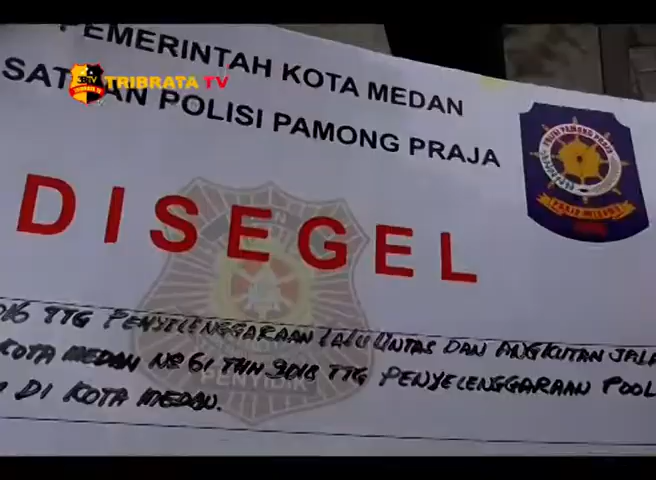 PEMERINTAH KOTA MEDAN
TRIBRATA TV
SATUAN POLISI PAMONG PRAJA
DISEGEL
PENYIDIK
TTG PENYELENGGARAAN LALU LINTAS DAN ANGKUTAN JALA
KOTA MEDAN NO 61 THN 2018 TTG PENYELENGGARAAN POOL
DI KOTA MEDAN.